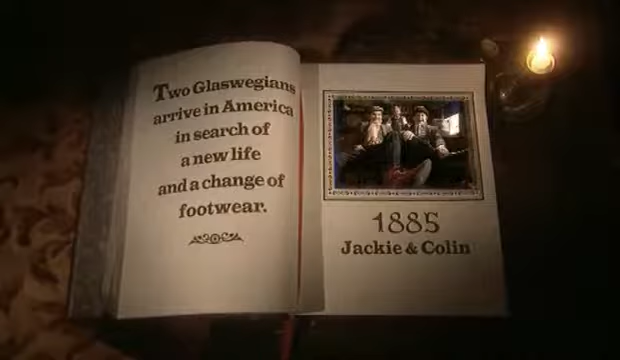 Two Glaswegians
arrive in America
in search of
a new life
and a change of
footwear.
1885
Jackie & Colin